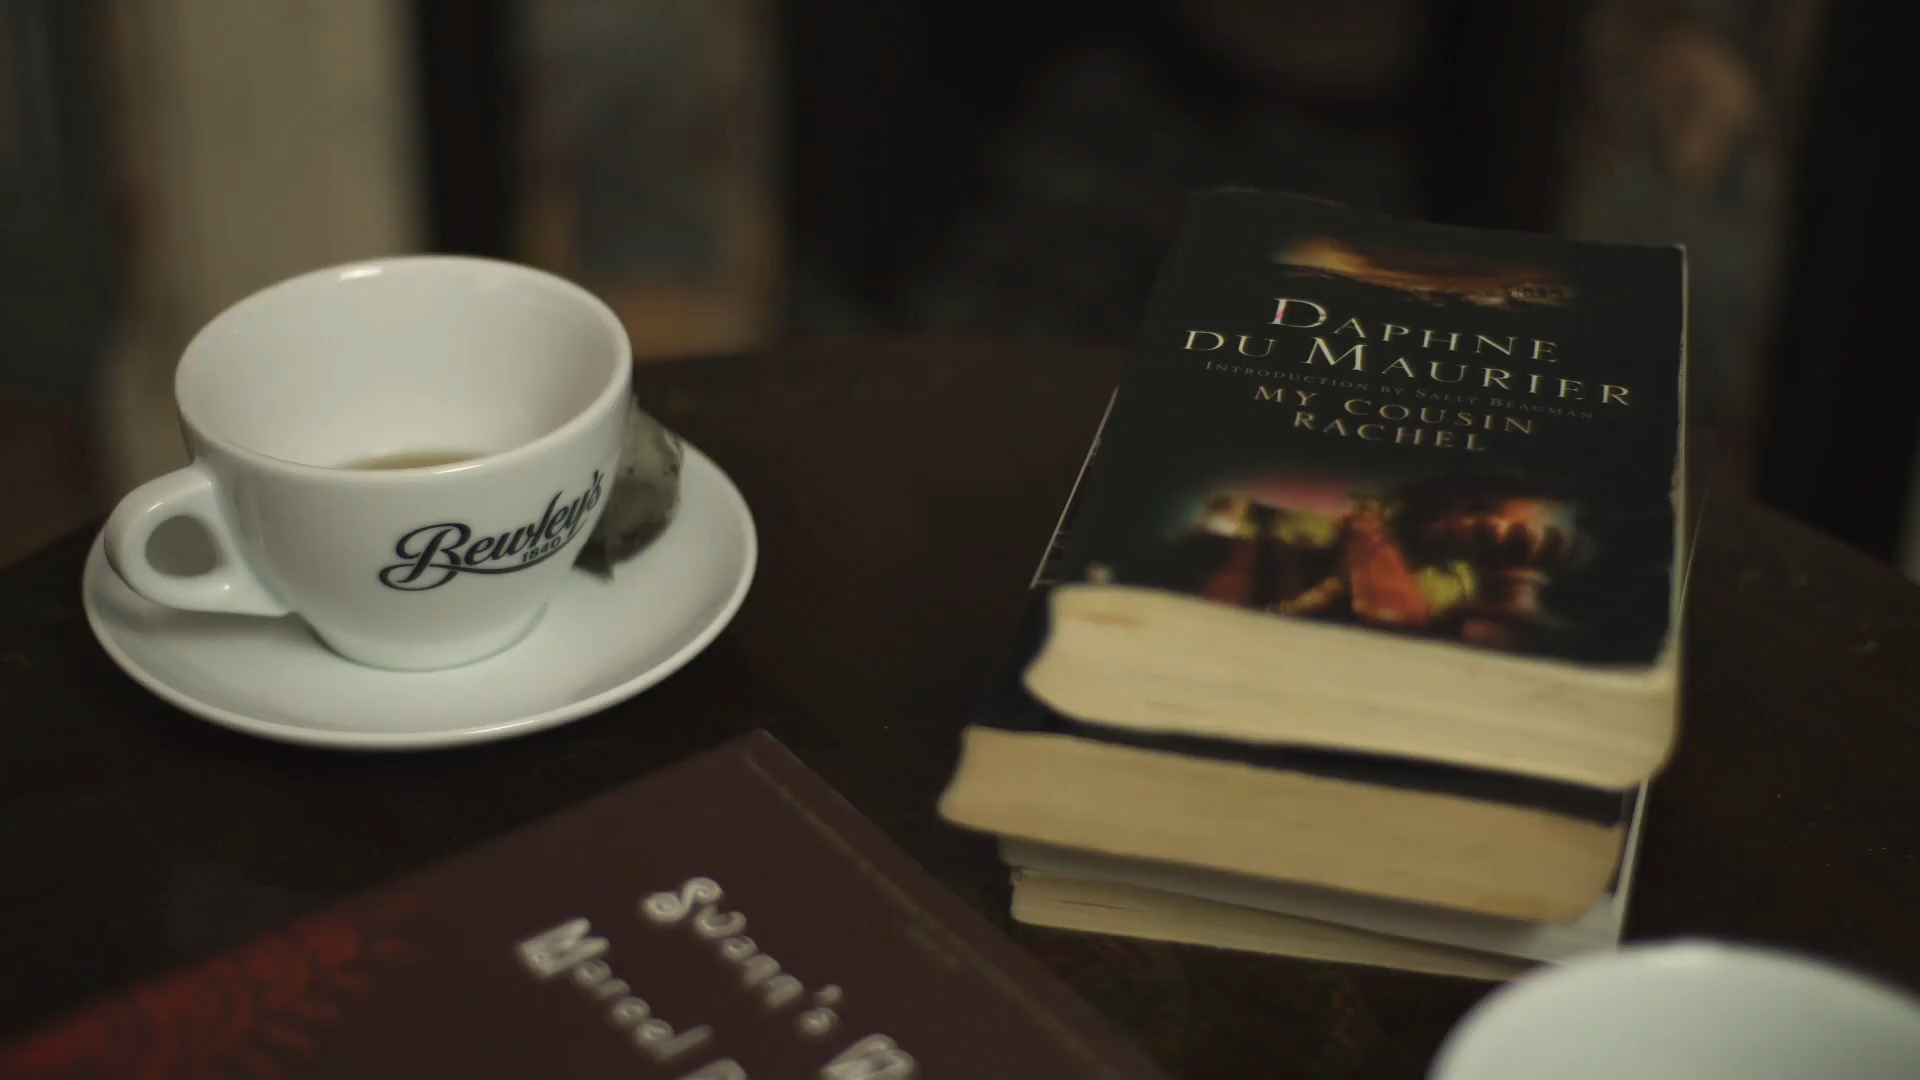 Bewley's
1840
DAPHNE
DU MAURIER
INTRODUCTION BY SALLY BEAUMAN
MY COUSIN
RACHEL
Swann's
Marcel